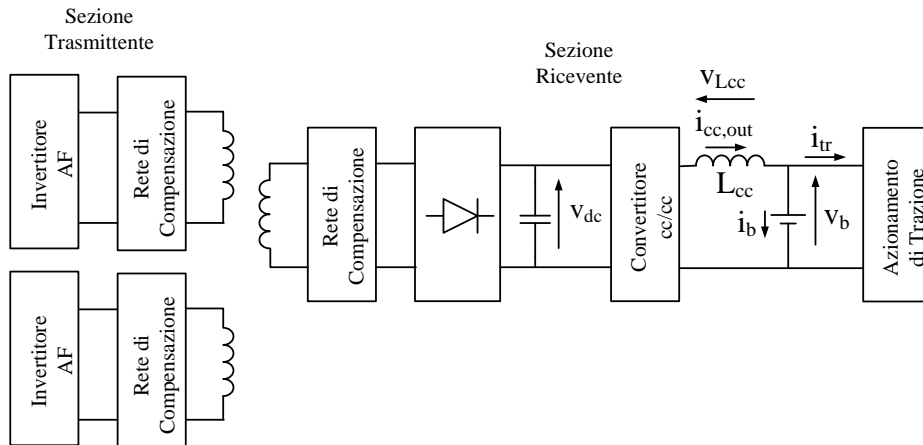 Sezione
Trasmittente
Invertitore
AF
Rete di
Compensazione
Invertitore
AF
Rete di
Compensazione
Sezione
Ricevente
Rete di
Compensazione
v_dc
Convertitore
cc/cc
v_Lcc
i_cc,out
L_cc
i_tr
i_b
v_b
Azionamento
di Trazione